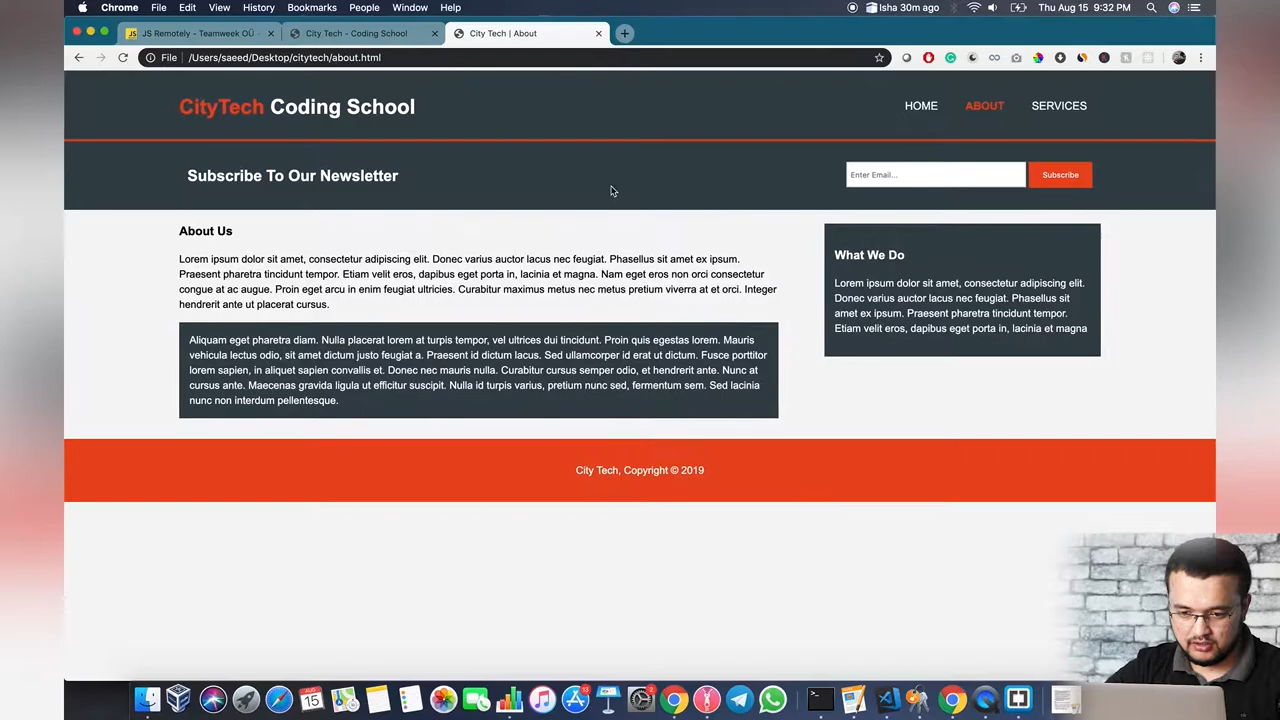 Chrome File Edit View History Bookmarks People Window Help Isha 30m ago Thu Aug 15 9:32 PM
JS Remotely - Teamweek OÜ City Tech - Coding School City Tech | About
File /Users/saeed/Desktop/citytech/about.html
CityTech Coding School HOME ABOUT SERVICES
Subscribe To Our Newsletter Enter Email... Subscribe
About Us
Lorem ipsum dolor sit amet, consectetur adipiscing elit. Donec varius auctor lacus nec feugiat. Phasellus sit amet ex ipsum.
Praesent pharetra tincidunt tempor. Etiam velit eros, dapibus eget porta in, lacinia et magna. Nam eget eros non orci consectetur
congue at ac augue. Proin eget arcu in enim feugiat ultricies. Curabitur maximus metus nec metus pretium viverra at et orci. Integer
hendrerit ante ut placerat cursus.
Aliquam eget pharetra diam. Nulla placerat lorem at turpis tempor, vel ultrices dui tincidunt. Proin quis egestas lorem. Mauris
vehicula lectus odio, sit amet dictum justo feugiat a. Praesent id dictum lacus. Sed ullamcorper id erat ut dictum. Fusce porttitor
lorem sapien, in aliquet sapien convallis et. Donec nec mauris nulla. Curabitur cursus semper odio, et hendrerit ante. Nunc at
cursus ante. Maecenas gravida ligula ut efficitur suscipit. Nulla id turpis varius, pretium nunc sed, fermentum sem. Sed lacinia
nunc non interdum pellentesque.
What We Do
Lorem ipsum dolor sit amet, consectetur adipiscing elit.
Donec varius auctor lacus nec feugiat. Phasellus sit
amet ex ipsum. Praesent pharetra tincidunt tempor.
Etiam velit eros, dapibus eget porta in, lacinia et magna
City Tech, Copyright © 2019